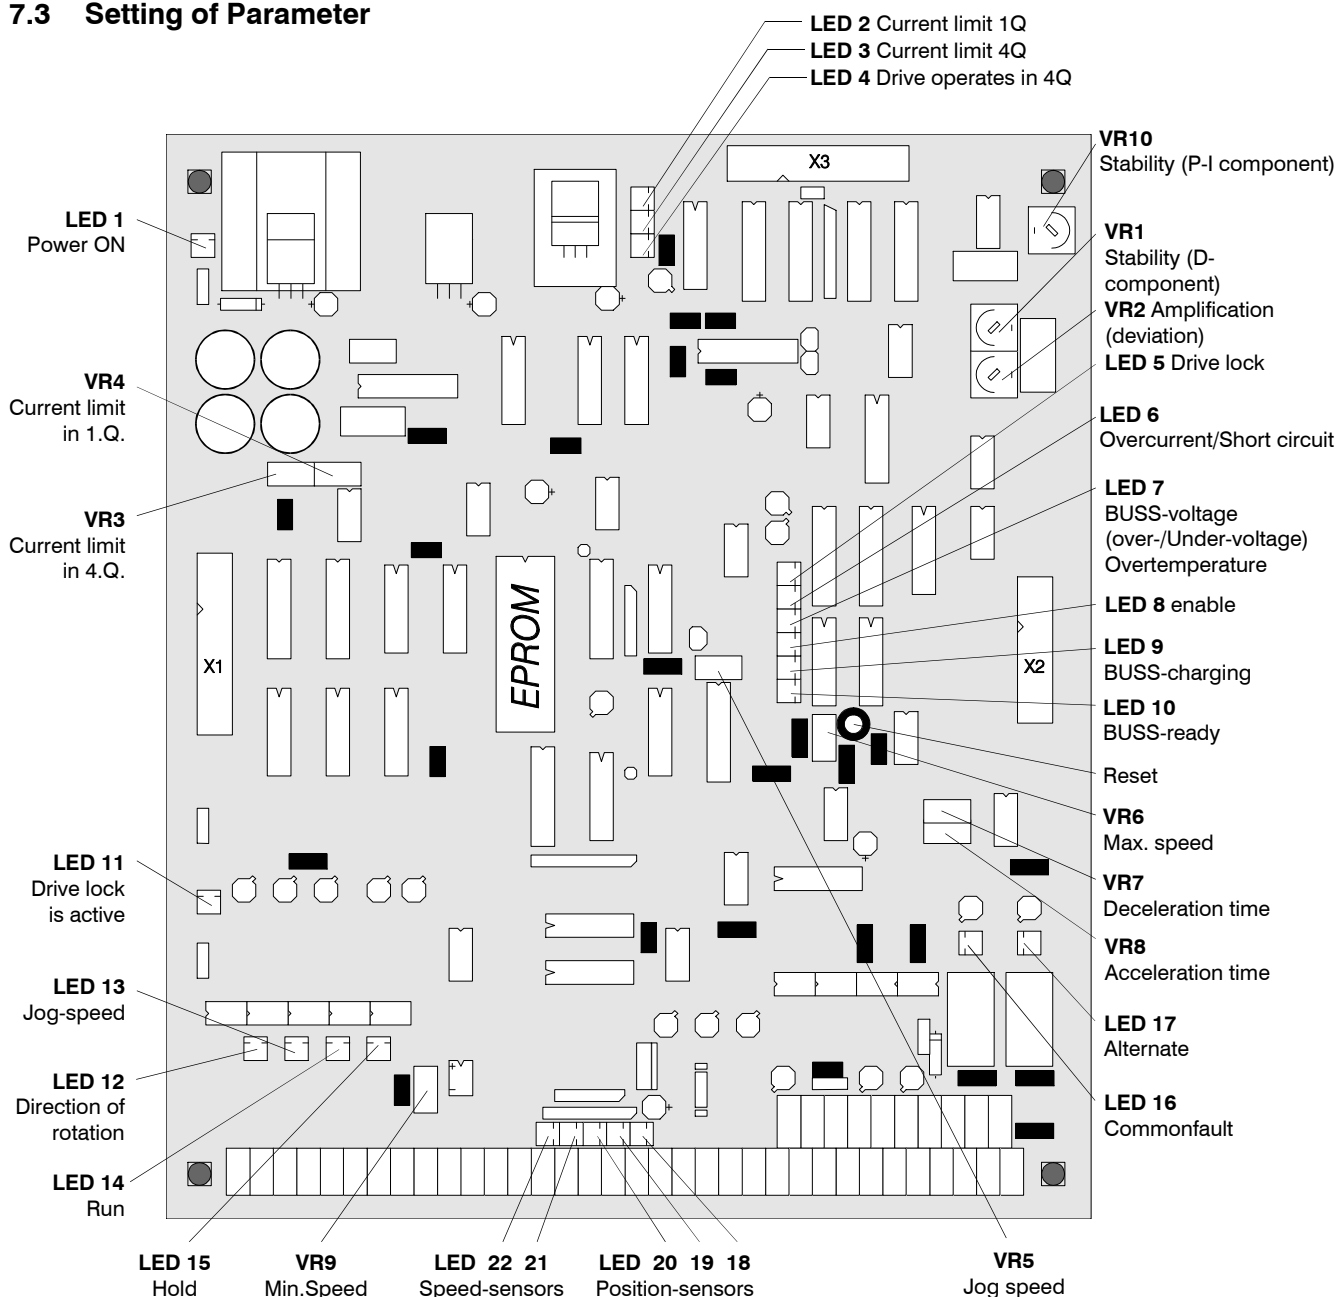 7.3 Setting of Parameter
LED 2 Current limit 1Q
LED 3 Current limit 4Q
LED 4 Drive operates in 4Q
X3
VR10
Stability (P-I component)
LED 1
Power ON
VR1
Stability (D-
component)
VR2 Amplification
(deviation)
LED 5 Drive lock
VR4
Current limit
in 1.Q.
LED 6
Overcurrent/Short circuit
VR3
Current limit
in 4.Q.
LED 7
BUSS-voltage
(over-/Under-voltage)
Overtemperature
EPROM
X1
X2
LED 8 enable
LED 9
BUSS-charging
LED 10
BUSS-ready
Reset
VR6
Max. speed
LED 11
Drive lock
is active
VR7
Deceleration time
VR8
Acceleration time
LED 13
Jog-speed
LED 17
Alternate
LED 12
Direction of
rotation
LED 16
Commonfault
LED 14
Run
LED 15
Hold
VR9
Min.Speed
LED 22 21
Speed-sensors
LED 20 19 18
Position-sensors
VR5
Jog speed